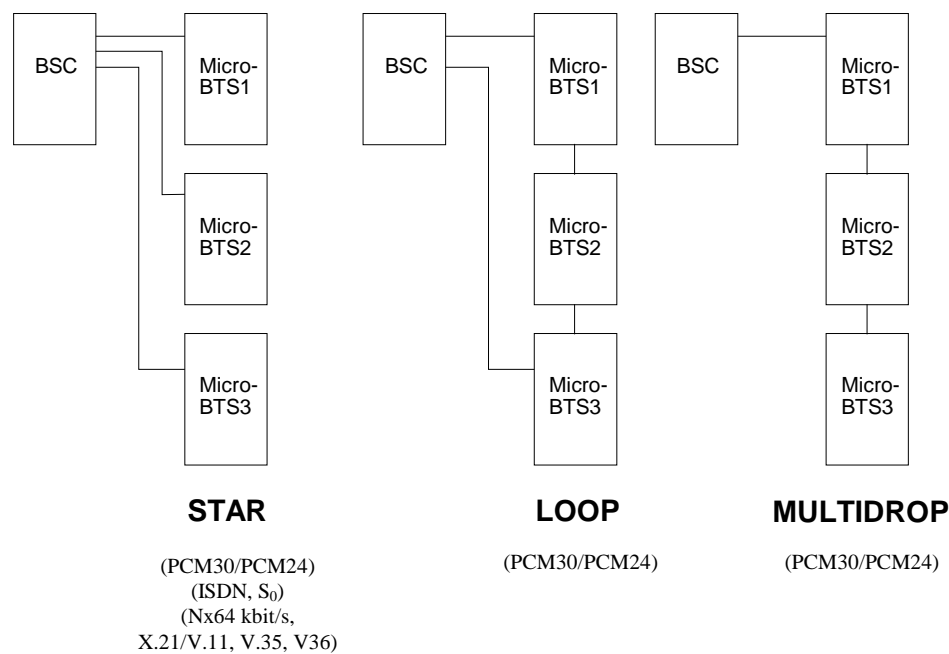 BSC
Micro-
BTS1
Micro-
BTS2
Micro-
BTS3
STAR
(PCM30/PCM24)
(ISDN, S₀)
(Nx64 kbit/s,
X.21/V.11, V.35, V36)
BSC
Micro-
BTS1
Micro-
BTS2
Micro-
BTS3
LOOP
(PCM30/PCM24)
BSC
Micro-
BTS1
Micro-
BTS2
Micro-
BTS3
MULTIDROP
(PCM30/PCM24)